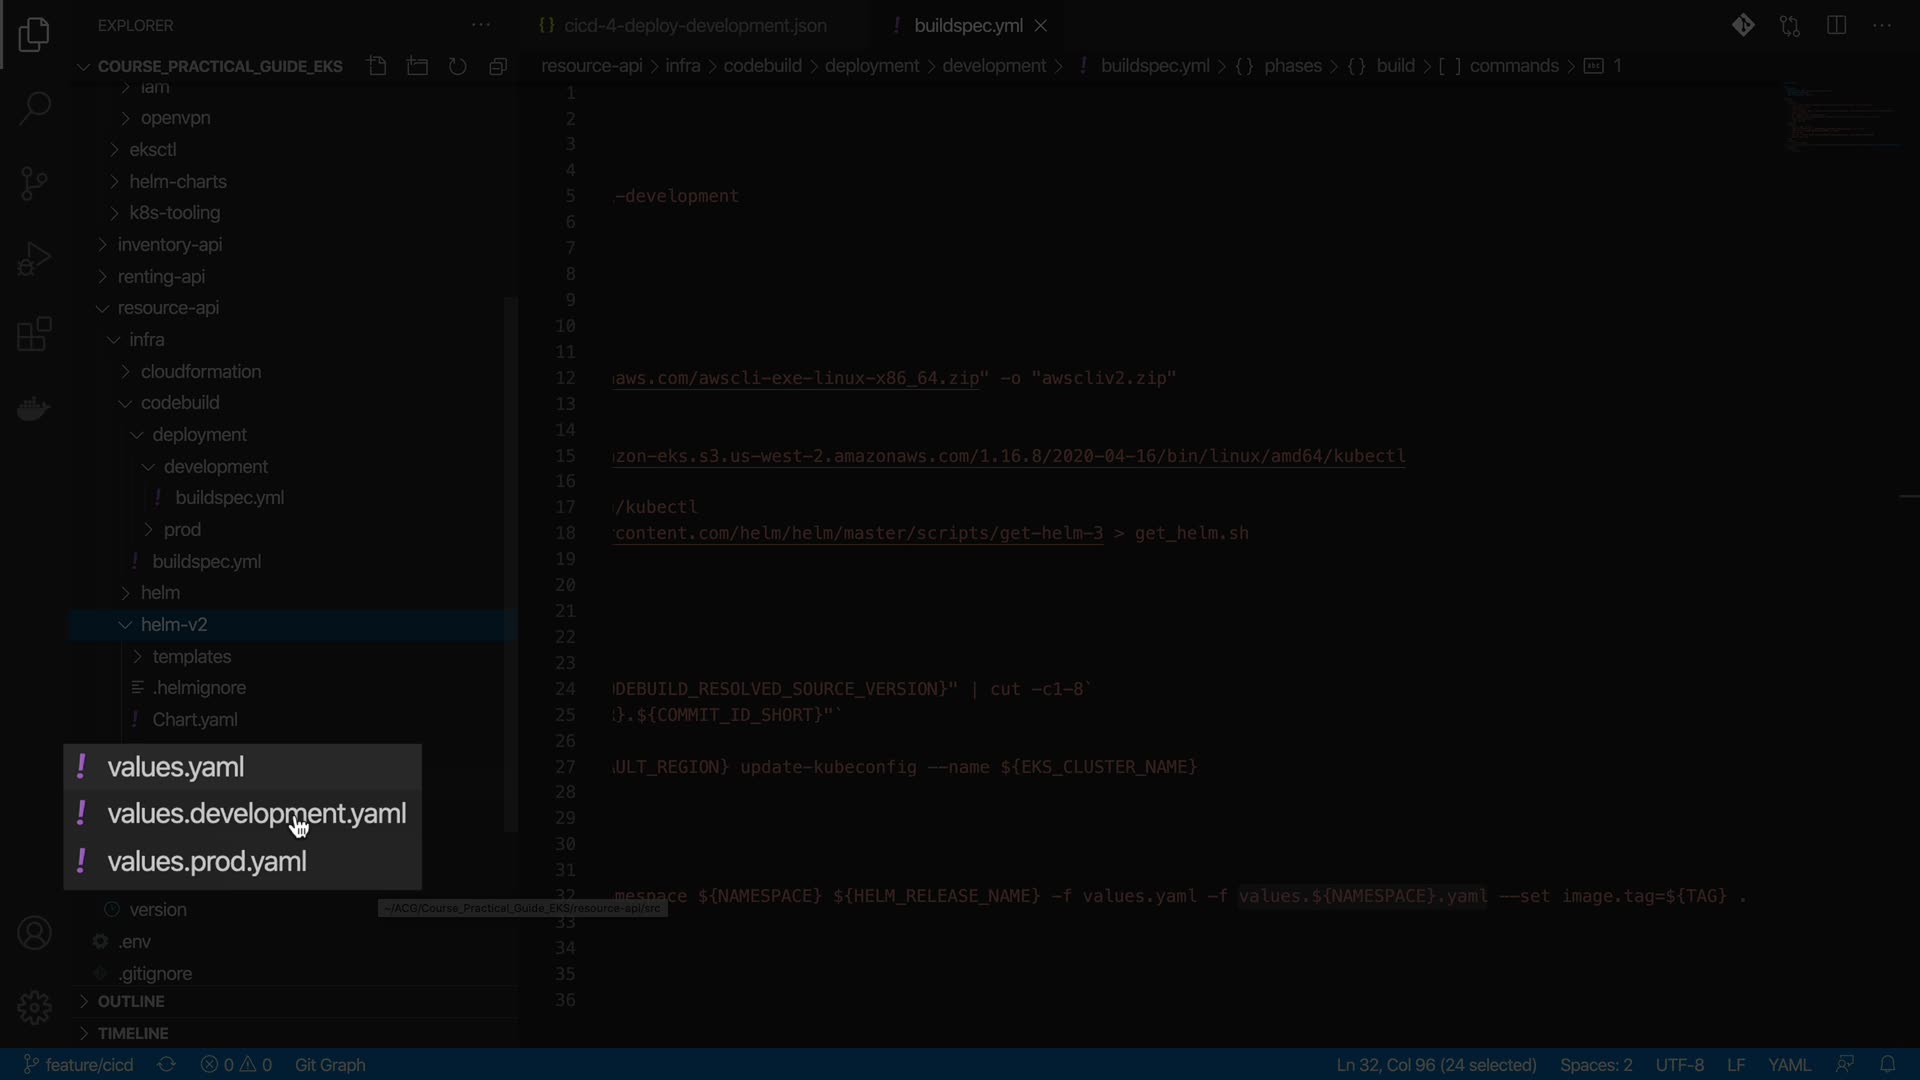 EXPLORER
cicd-4-deploy-development.json
buildspec.yml
COURSE_PRACTICAL_GUIDE_EKS
resource-api > infra > codebuild > deployment > development > ! buildspec.yml > {} phases > {} build > [ ] commands > abc 1
iam
openvpn
eksctl
helm-charts
k8s-tooling
inventory-api
renting-api
resource-api
infra
cloudformation
codebuild
deployment
development
! buildspec.yml
prod
! buildspec.yml
helm
helm-v2
templates
.helmignore
! Chart.yaml
! values.yaml
! values.development.yaml
! values.prod.yaml
version
.env
.gitignore
OUTLINE
TIMELINE
1
2
3
4
5 -development
6
7
8
9
10
11
12 aws.com/awscli-exe-linux-x86_64.zip" -o "awscliv2.zip"
13
14
15 zon-eks.s3.us-west-2.amazonaws.com/1.16.8/2020-04-16/bin/linux/amd64/kubectl
16
17 /kubectl
18 content.com/helm/helm/master/scripts/get-helm-3 > get_helm.sh
19
20
21
22
23
24 DEBUILD_RESOLVED_SOURCE_VERSION}" | cut -c1-8`
25 }.${COMMIT_ID_SHORT}"`
26
27 ULT_REGION} update-kubeconfig --name ${EKS_CLUSTER_NAME}
28
29
30
31
32 mespace ${NAMESPACE} ${HELM_RELEASE_NAME} -f values.yaml -f values.${NAMESPACE}.yaml --set image.tag=${TAG} .
~/ACG/Course_Practical_Guide_EKS/resource-api/src
33
34
35
36
feature/cicd 0 0 Git Graph Ln 32, Col 96 (24 selected) Spaces: 2 UTF-8 LF YAML